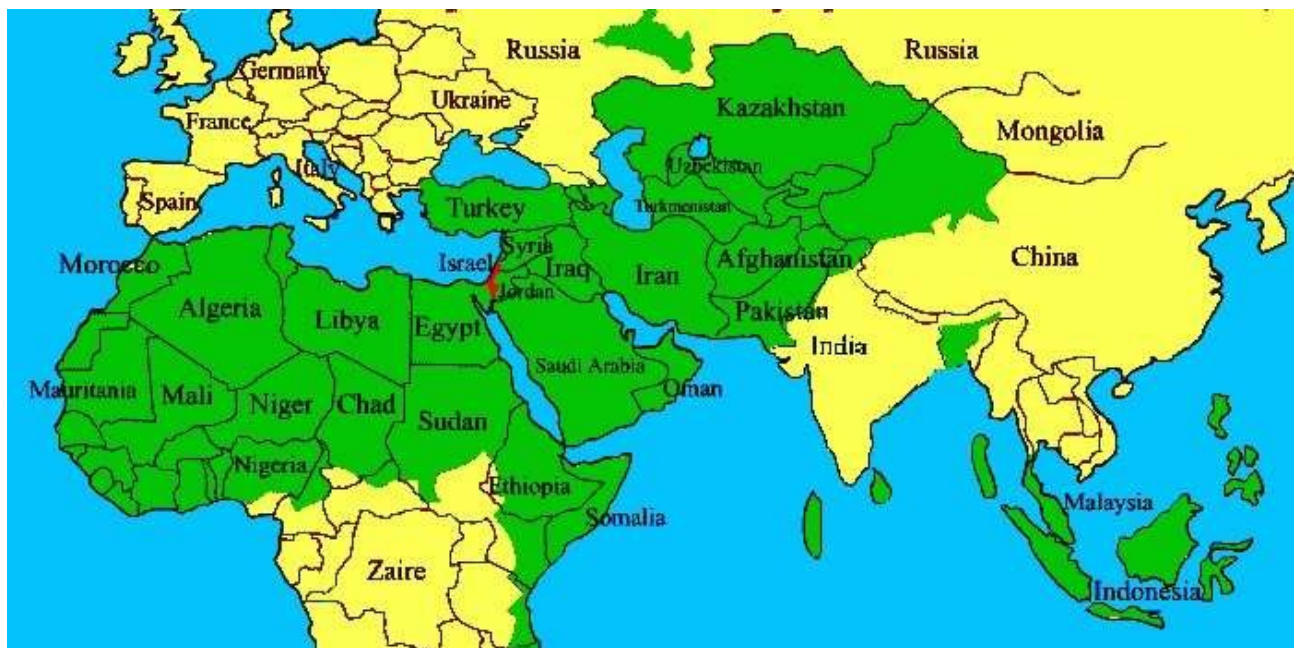 Russia
Russia
Germany
Ukraine
Kazakhstan
France
Mongolia
Italy
Uzbekistan
Spain
Turkey
Turkmenistan
Syria
China
Morocco
Israel
Iraq
Iran
Afghanistan
Jordan
Algeria
Libya
Egypt
Pakistan
India
Saudi Arabia
Mauritania
Mali
Niger
Chad
Oman
Sudan
Nigeria
Ethiopia
Malaysia
Somalia
Zaire
Indonesia